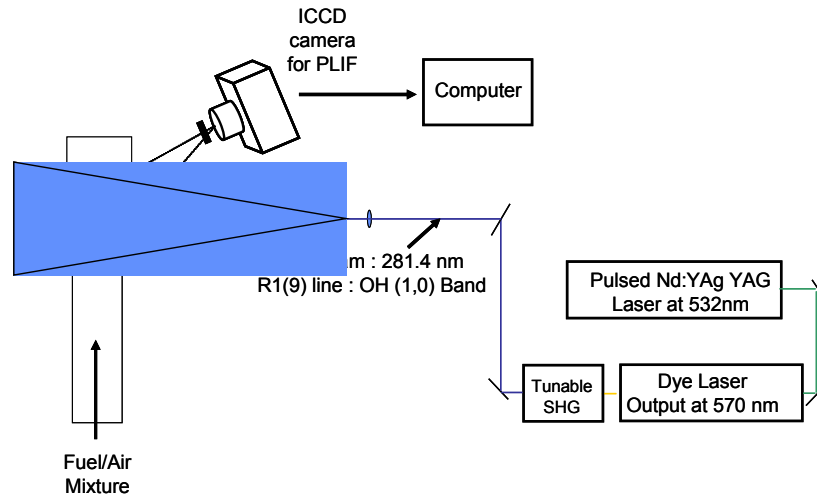 ICCD
camera
for PLIF
Computer
: 281.4 nm
R1(9) line : OH (1,0) Band
Pulsed Nd:YAg YAG
Laser at 532nm
Tunable
SHG
Dye Laser
Output at 570 nm
Fuel/Air
Mixture